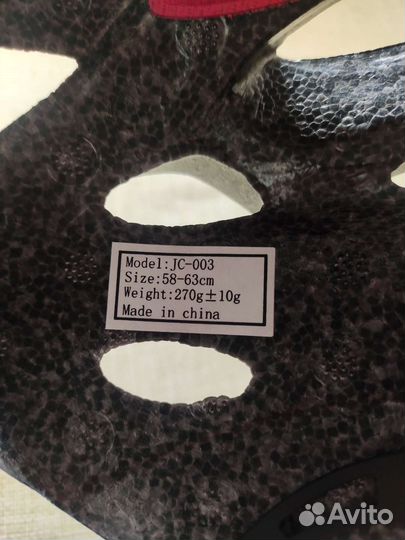 Model:JC-003
Size:58-63cm
Weight:270g±10g
Made in china
Avito